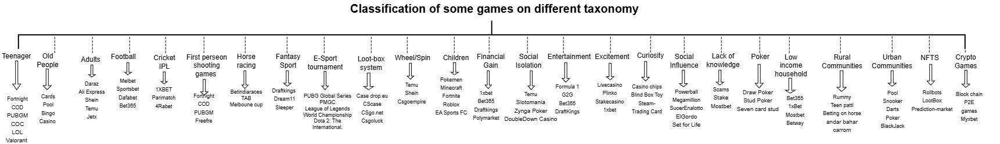 Classification of some games on different taxonomy
Teenager
Fortnight
COD
PUBGM
COC
LOL
Valorant
Old
People
Cards
Pool
Bingo
Casino
Adults
Daraz
Ali Express
Shein
Temu
Jetx
Football
Melbet
Sportsbet
Dafabet
Bet365
Cricket
IPL
1XBET
Parimatch
4Rabet
First perseon
shooting
games
Fortnight
COD
PUBGM
Freefre
Horse
racing
Betindiaraces
TAB
Melboune cup
Fantasy
Sport
Draftkings
Dream11
Sleeper
E-Sport
tournament
PUBG Global Series
PMGC
League of Legends
World Championship
Dota 2: The
International.
Loot-box
system
Case drop.eu
CScase
CSgo.net
Csgoluck
Wheel/Spin
Temu
Shein
Csgoempire
Children
Pokemen
Minecraft
Fortnite
Roblox
EA Sports FC
Financial
Gain
1xbet
Bet365
Draftkings
Polymarket
Social
Isolation
Temu
Slotomania
Zynga Poker
DoubleDown Casino
Entertainment
Formula 1
G2G
Bet365
DraftKings
Excitement
Livecasino
Plinko
Stakecasino
1xbet
Curiosity
Casino chips
Blind Box Toy
Steam-
Trading Card
Social
Influence
Powerball
Megamillion
SuoerEnalotto
ElGordo
Set for Life
Lack of
knowledge
Scams
Stake
Mostbet
Poker
Draw Poker
Stud Poker
Seven card stud
Low
income
household
Bet365
1xBet
Mostbet
Betway
Rural
Communities
Rummy
Teen patti
Betting on horse
andar bahar
carrom
Urban
Communities
Pool
Snooker
Darts
Poker
BlackJack
NFTS
Rollbots
LootBox
Prediction-market
Crypto
Games
Block chain
P2E
games
Myxbet